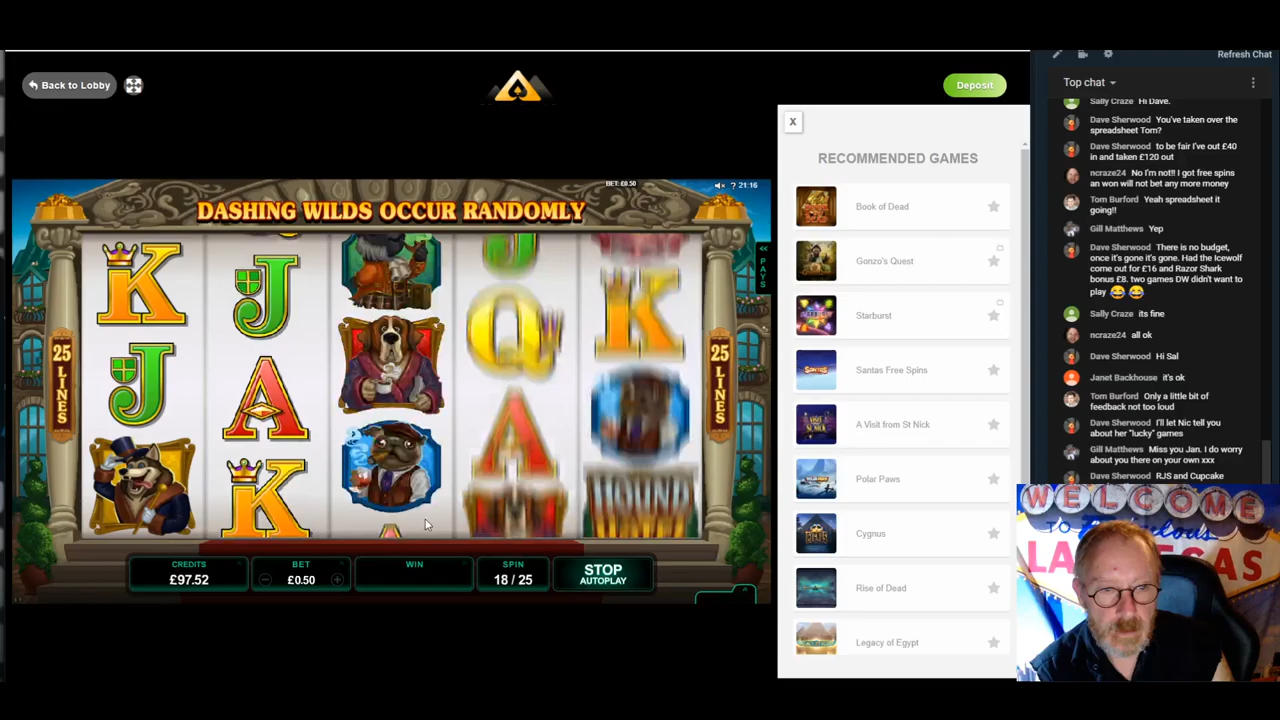 Back to Lobby
Deposit
BET: £0.50
? 21:16
DASHING WILDS OCCUR RANDOMLY
K
J
J
K
J
A
Q
25
LINES
25
LINES
PAYS
A
K
A
HOUND
CREDITS
£97.52
BET
£0.50
WIN
SPIN
18 / 25
STOP
AUTOPLAY
X
RECOMMENDED GAMES
Book of Dead
Gonzo's Quest
Starburst
Santas Free Spins
A Visit from St Nick
Polar Paws
Cygnus
Rise of Dead
Legacy of Egypt
Refresh Chat
Top chat
Sally Craze Hi Dave.
Dave Sherwood You've taken over the
spreadsheet Tom?
Dave Sherwood to be fair I've out £40
in and taken £120 out
ncraze24 No I'm not!! I got free spins
an won will not bet any more money
Tom Burford Yeah spreadsheet it
going!!
Gill Matthews Yep
Dave Sherwood There is no budget,
once it's gone it's gone. Had the Icewolf
come out for £16 and Razor Shark
bonus £8. two games DW didn't want to
play
Sally Craze its fine
ncraze24 all ok
Dave Sherwood Hi Sal
Janet Backhouse it's ok
Tom Burford Only a little bit of
feedback not too loud
Dave Sherwood I'll let Nic tell you
about her "lucky" games
Gill Matthews Miss you Jan. I do worry
about you there on your own xxx
Dave Sherwood RJS and Cupcake
WELCOME
TO Fabulous
LAS VEGAS